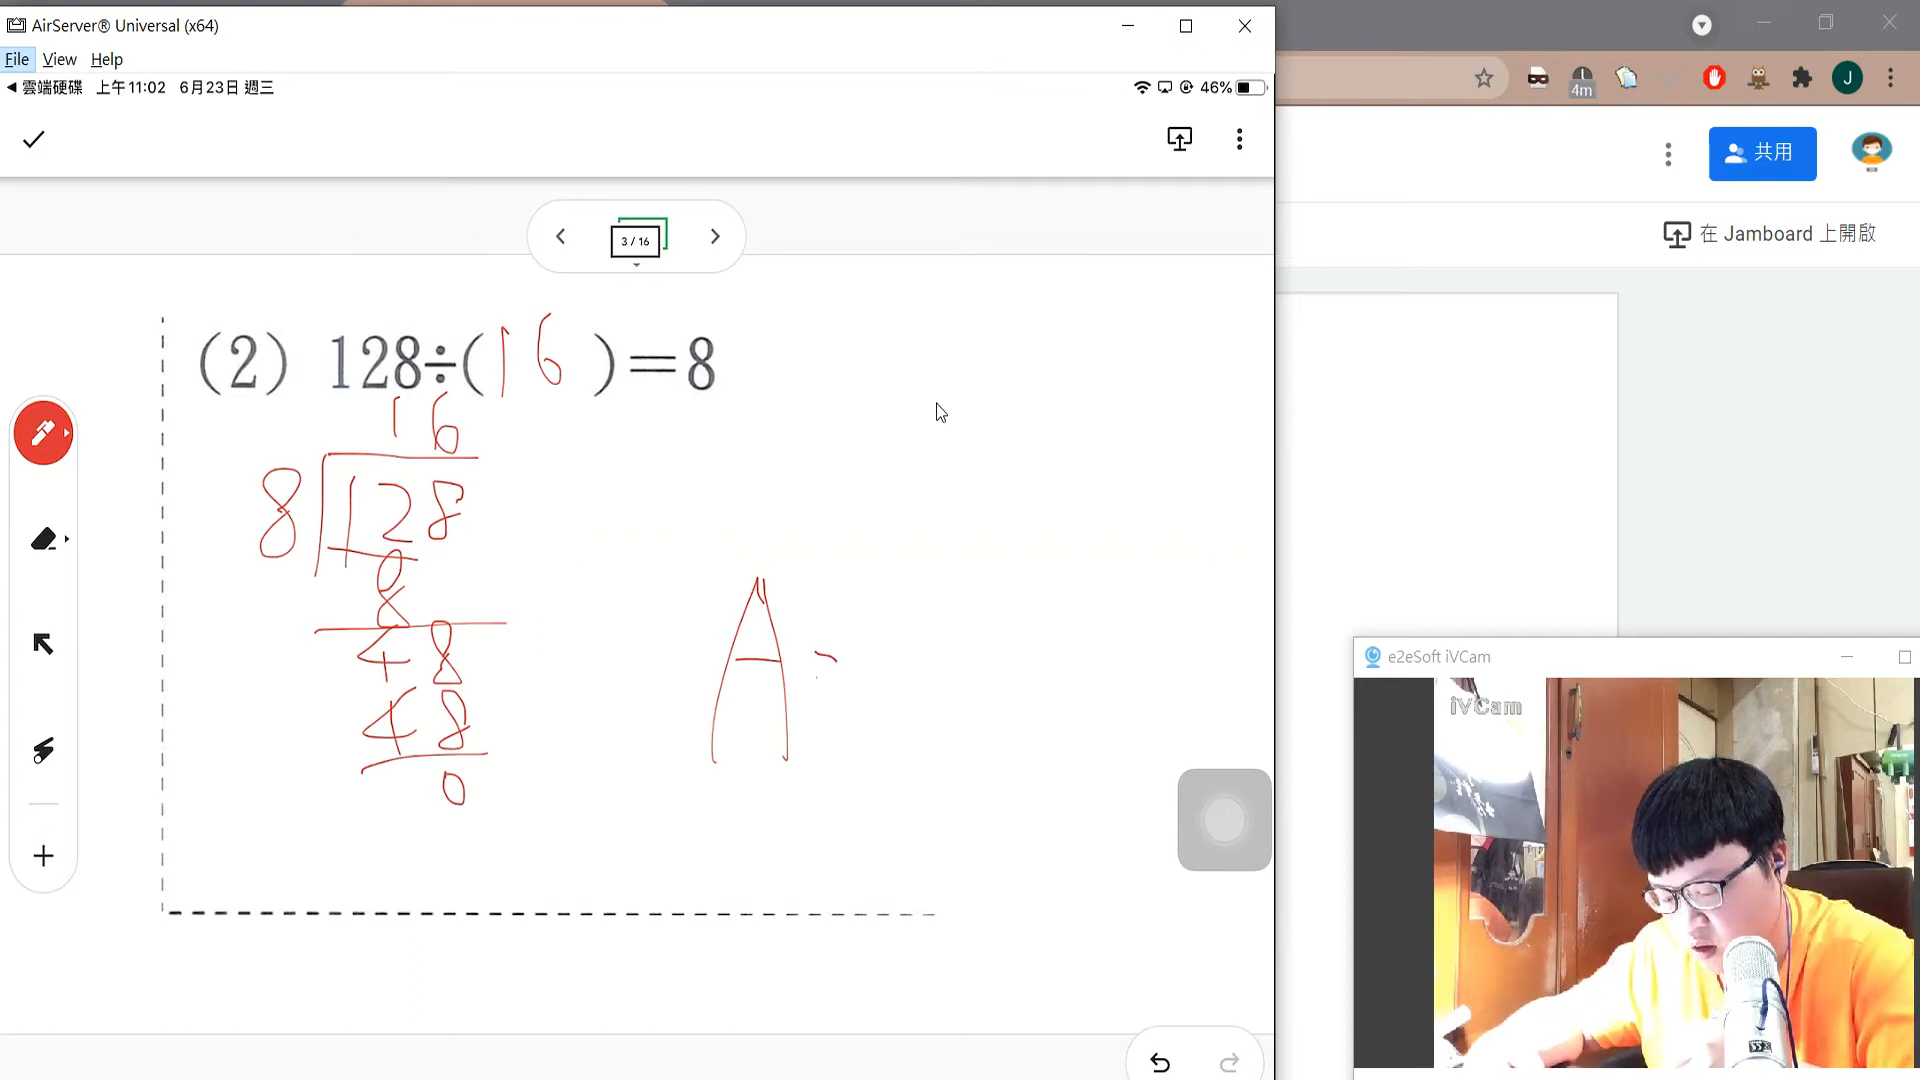 AirServer® Universal (x64)
File View Help
雲端硬碟 上午11:02 6月23日 週三
46%
4m
J
共用
3 / 16
在 Jamboard 上開啟
(2) 128÷(16)=8
16
8 128
8
48
48
0
A
e2eSoft iVCam
iVCam